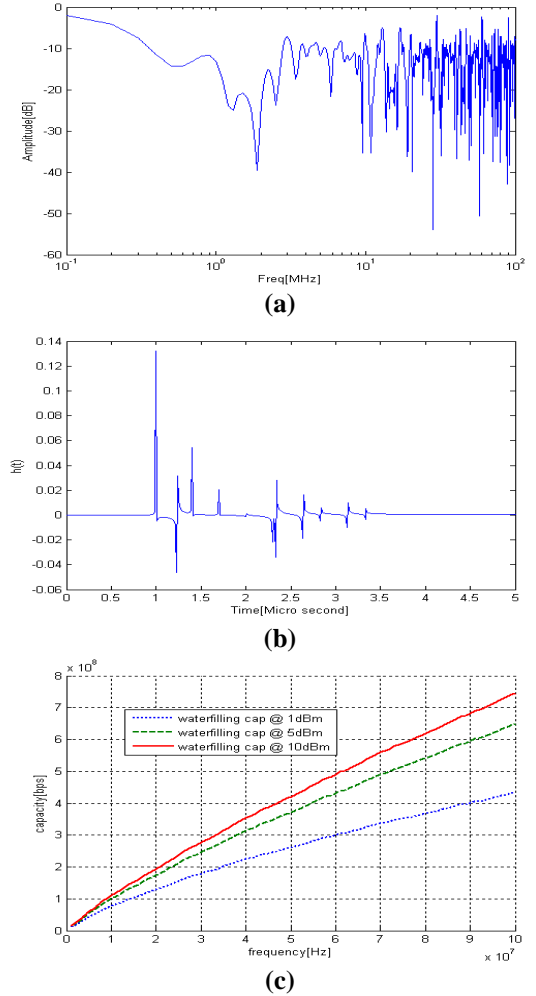 0
-10
-20
-30
-40
-50
-60
Amplitude[dB]
10^-1 10^0 10^1 10^2
Freq[MHz]
(a)
0.14
0.12
0.1
0.08
0.06
0.04
0.02
0
-0.02
-0.04
-0.06
h(t)
0 0.5 1 1.5 2 2.5 3 3.5 4 4.5 5
Time[Micro second]
(b)
x 10^8
8
7
6
5
4
3
2
1
0
capacity[bps]
waterfilling cap @ 1dBm
waterfilling cap @ 5dBm
waterfilling cap @ 10dBm
0 1 2 3 4 5 6 7 8 9 10
frequency[Hz]
x 10^7
(c)